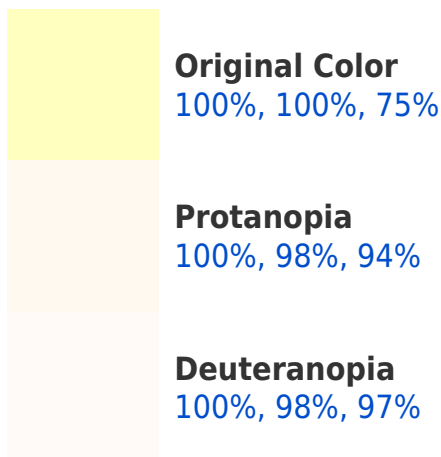 Original Color
100%, 100%, 75%
Protanopia
100%, 98%, 94%
Deuteranopia
100%, 98%, 97%